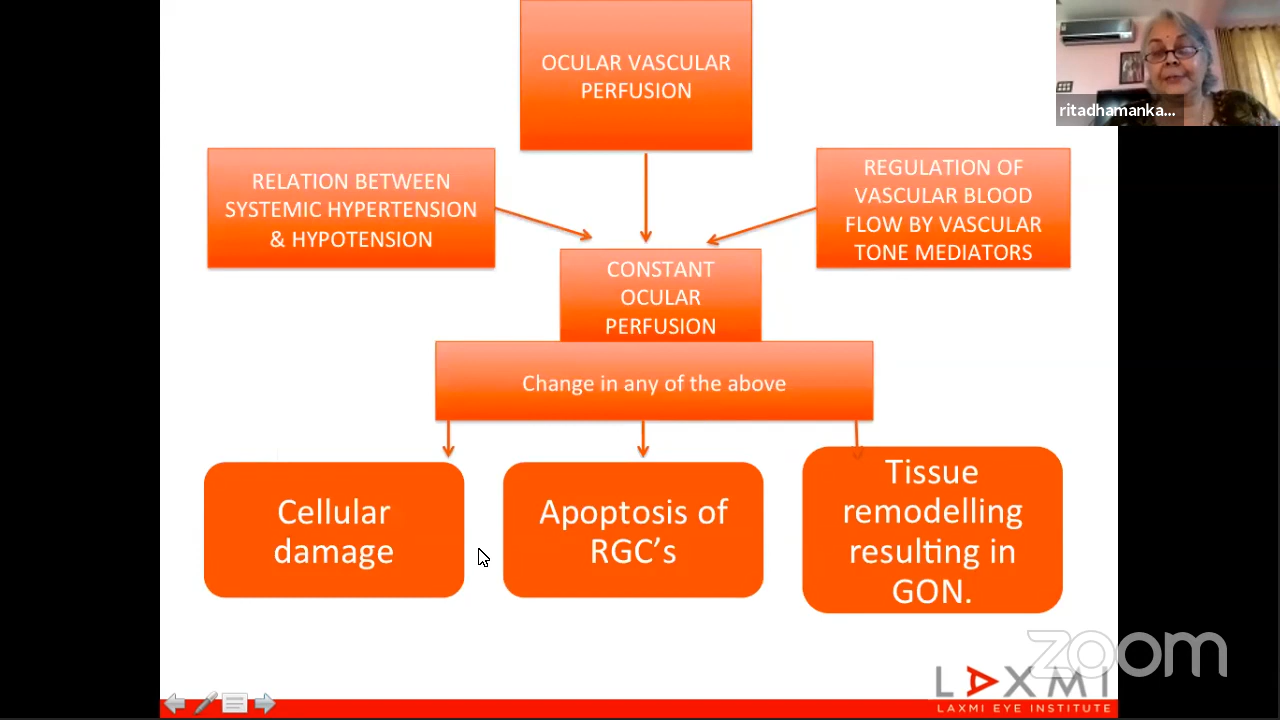 OCULAR VASCULAR
PERFUSION
ritadhamanka...
RELATION BETWEEN
SYSTEMIC HYPERTENSION
& HYPOTENSION
REGULATION OF
VASCULAR BLOOD
FLOW BY VASCULAR
TONE MEDIATORS
CONSTANT
OCULAR
PERFUSION
Change in any of the above
Cellular
damage
Apoptosis of
RGC’s
Tissue
remodelling
resulting in
GON.
zoom
LAXMI
LAXMI EYE INSTITUTE